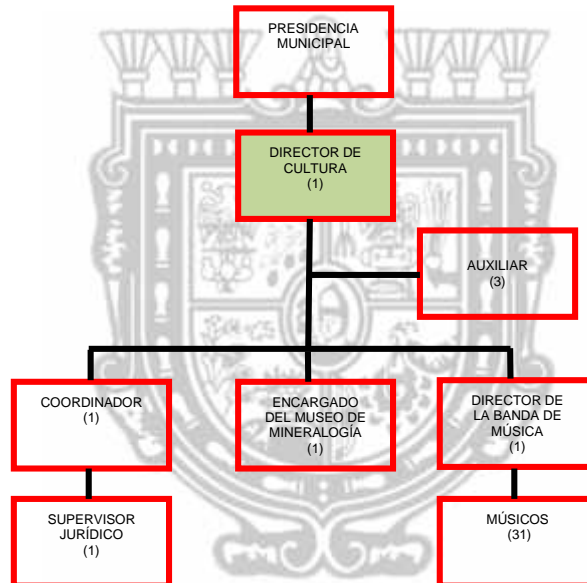 PRESIDENCIA
MUNICIPAL
DIRECTOR DE
CULTURA
(1)
AUXILIAR
(3)
COORDINADOR
(1)
ENCARGADO
DEL MUSEO DE
MINERALOGÍA
(1)
DIRECTOR DE
LA BANDA DE
MÚSICA
(1)
SUPERVISOR
JURÍDICO
(1)
MÚSICOS
(31)